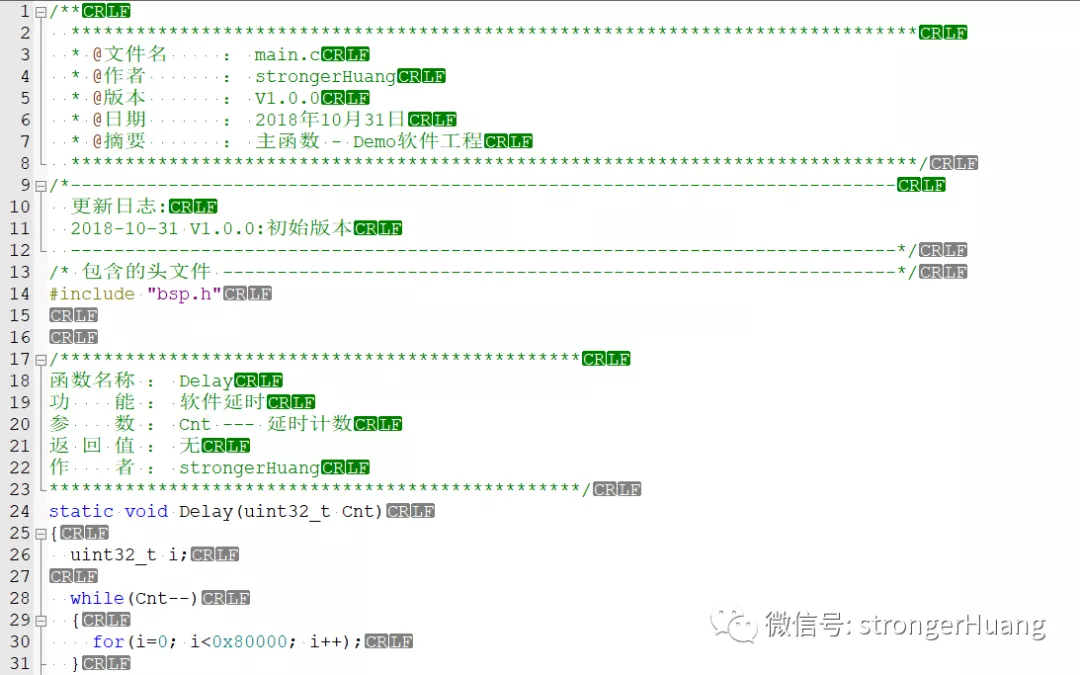 1 /**CRLF
2 ******************************************************************************CRLF
3 * @文件名 : main.cCRLF
4 * @作者 : strongerHuangCRLF
5 * @版本 : V1.0.0CRLF
6 * @日期 : 2018年10月31日CRLF
7 * @摘要 : 主函数 - Demo软件工程CRLF
8 ******************************************************************************/CRLF
9 /*----------------------------------------------------------------------------CRLF
10 更新日志:CRLF
11 2018-10-31 V1.0.0:初始版本CRLF
12 ----------------------------------------------------------------------------*/CRLF
13 /* 包含的头文件 ---------------------------------------------------------------*/CRLF
14 #include "bsp.h"CRLF
15 CRLF
16 CRLF
17 /************************************************CRLF
18 函数名称 : DelayCRLF
19 功 能 : 软件延时CRLF
20 参 数 : Cnt --- 延时计数CRLF
21 返 回 值 : 无CRLF
22 作 者 : strongerHuangCRLF
23 *************************************************/CRLF
24 static void Delay(uint32_t Cnt)CRLF
25 {CRLF
26 uint32_t i;CRLF
27 CRLF
28 while(Cnt--)CRLF
29 {CRLF
30 for(i=0; i<0x80000; i++);CRLF
31 }CRLF
微信号: strongerHuang